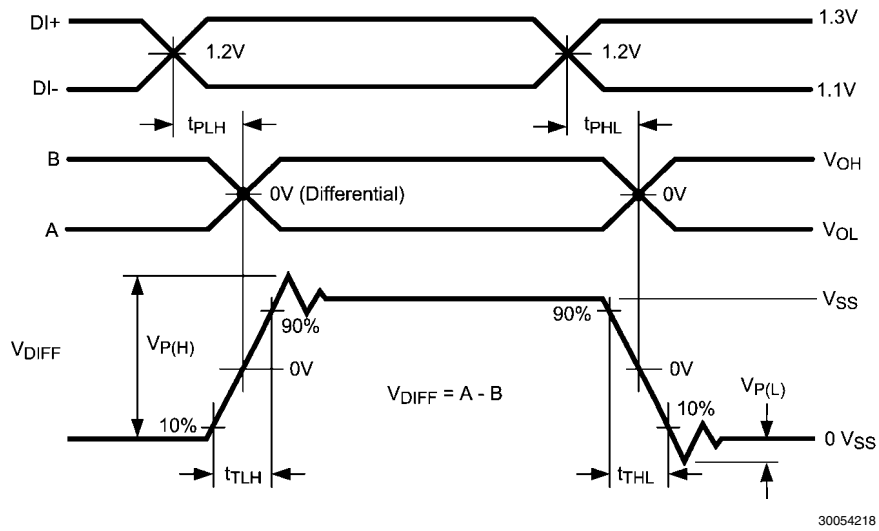 DI+
1.2V
1.2V
1.3V
DI-
1.1V
tPLH
tPHL
B
VOH
0V (Differential)
0V
A
VOL
VSS
90%
90%
VDIFF
VP(H)
0V
0V
VDIFF = A - B
VP(L)
10%
10%
0 VSS
tTLH
tTHL
30054218